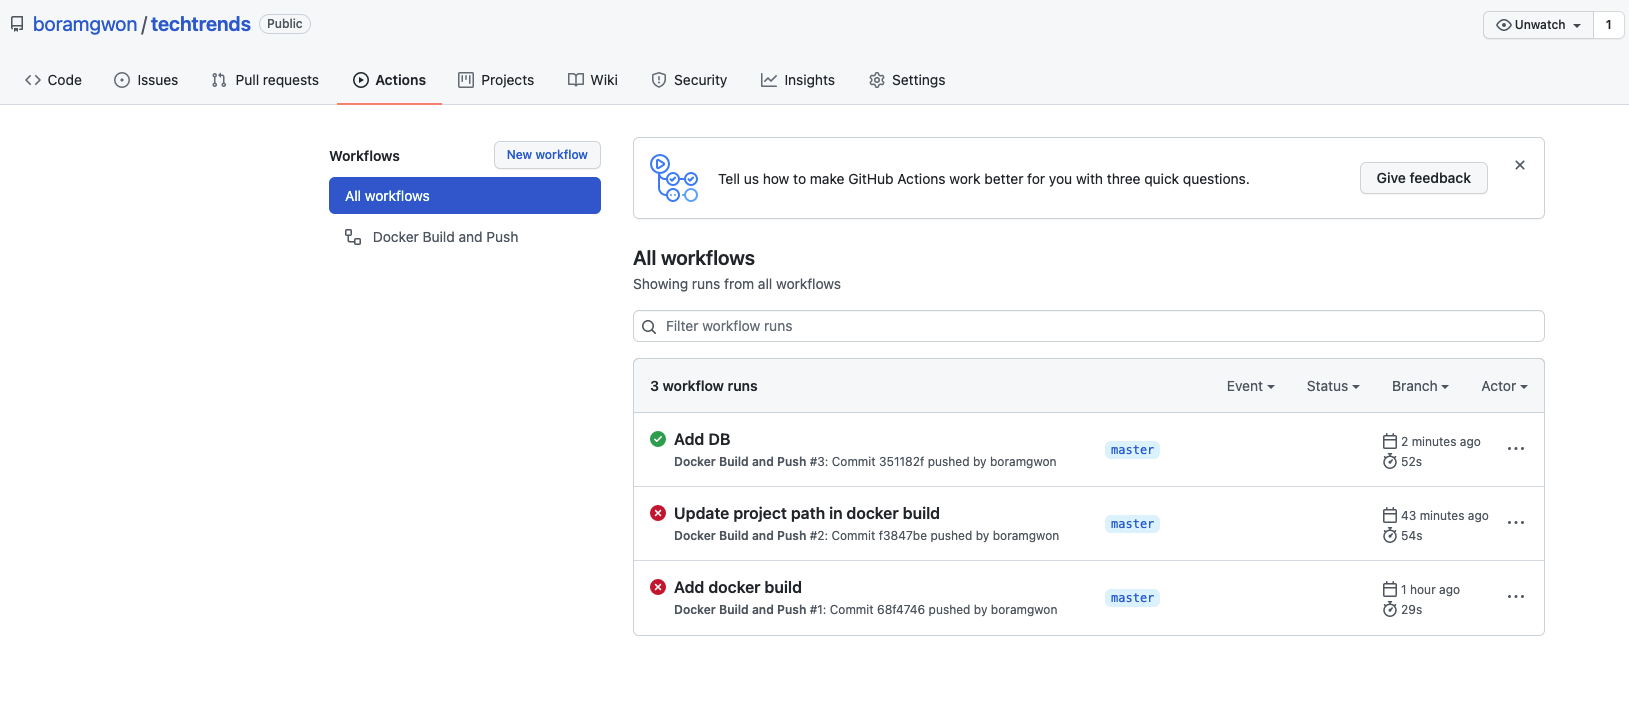 boramgwon / techtrends Public
Unwatch 1
Code Issues Pull requests Actions Projects Wiki Security Insights Settings
Workflows New workflow
All workflows
Docker Build and Push
Tell us how to make GitHub Actions work better for you with three quick questions. Give feedback
All workflows
Showing runs from all workflows
Filter workflow runs
3 workflow runs Event Status Branch Actor
Add DB
Docker Build and Push #3: Commit 351182f pushed by boramgwon
master
2 minutes ago
52s
Update project path in docker build
Docker Build and Push #2: Commit f3847be pushed by boramgwon
master
43 minutes ago
54s
Add docker build
Docker Build and Push #1: Commit 68f4746 pushed by boramgwon
master
1 hour ago
29s